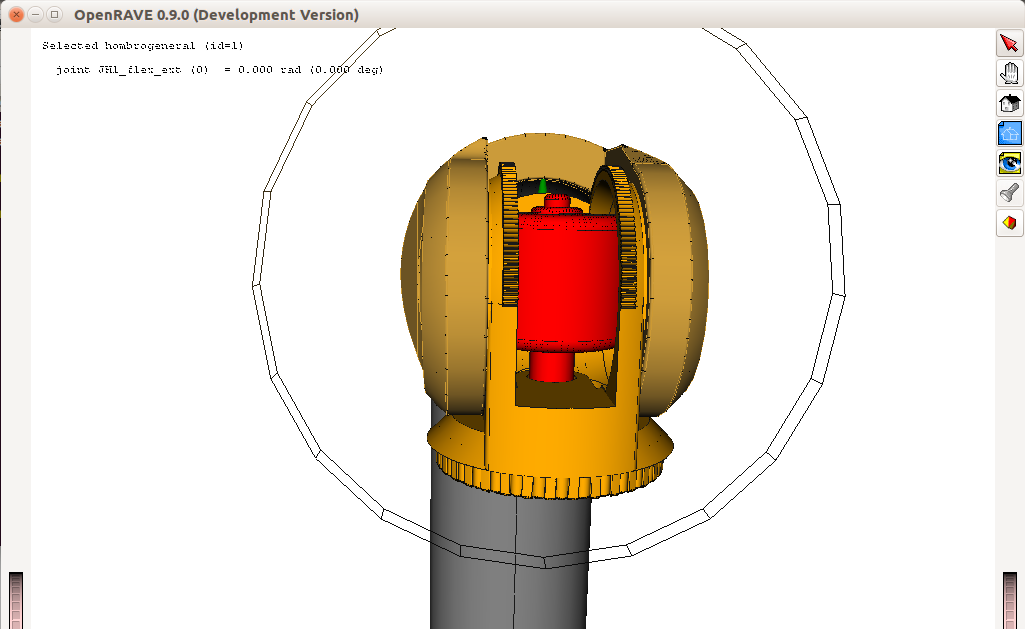 OpenRAVE 0.9.0 (Development Version)
Selected hombrogeneral (id=1)
joint JH1_flex_ext (0) = 0.000 rad (0.000 deg)